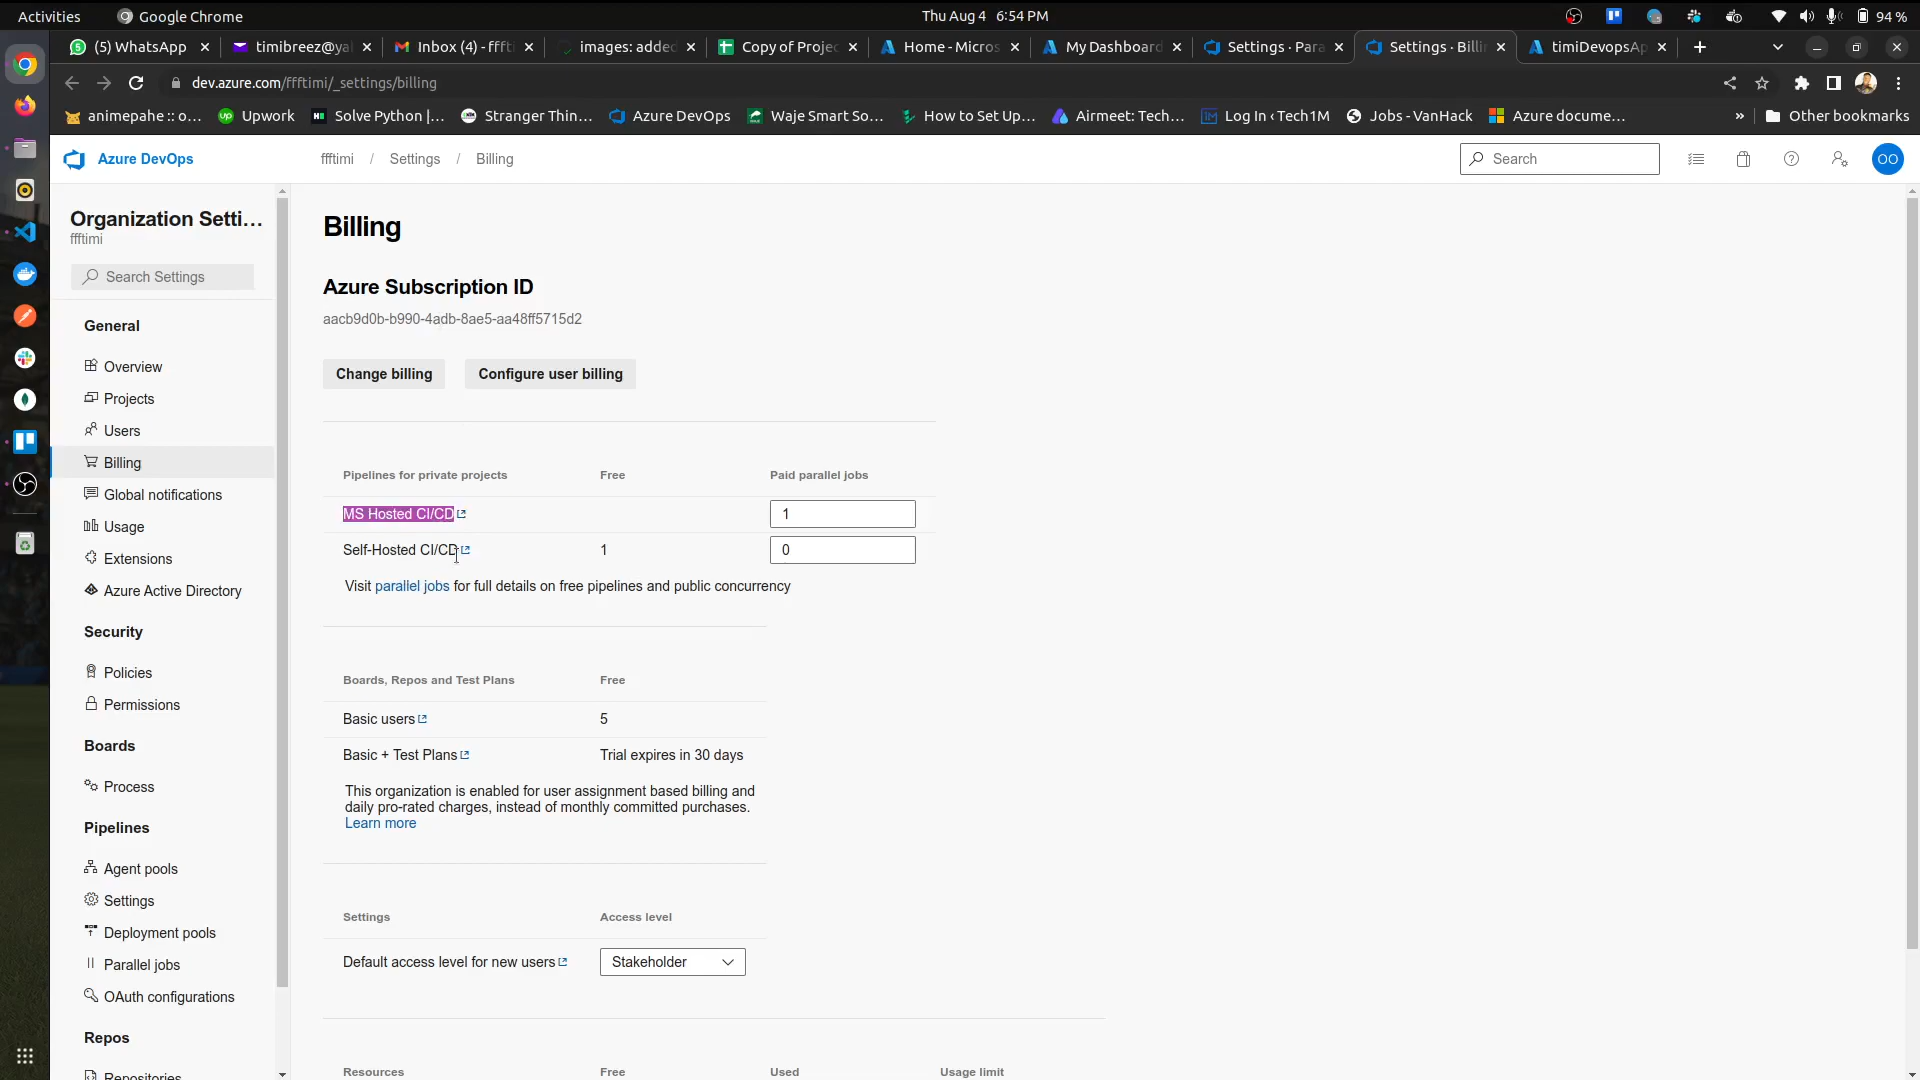 Activities
Google Chrome
Thu Aug 4 6:54 PM
94 %
(5) WhatsApp
timibreez@ya
Inbox (4) - ffft
images: added
Copy of Projec
Home - Micros
My Dashboard
Settings · Para
Settings · Billi
timiDevopsAp
dev.azure.com/ffftimi/_settings/billing
animepahe :: o...
Upwork
Solve Python |...
Stranger Thin...
Azure DevOps
Waje Smart So...
How to Set Up...
Airmeet: Tech...
Log In ‹ Tech1M
Jobs - VanHack
Azure docume...
»
Other bookmarks
Azure DevOps
ffftimi / Settings / Billing
Search
OO
Organization Setti...
ffftimi
Search Settings
General
Overview
Projects
Users
Billing
Global notifications
Usage
Extensions
Azure Active Directory
Security
Policies
Permissions
Boards
Process
Pipelines
Agent pools
Settings
Deployment pools
Parallel jobs
OAuth configurations
Repos
Repositories
Billing
Azure Subscription ID
aacb9d0b-b990-4adb-8ae5-aa48ff5715d2
Change billing
Configure user billing
Pipelines for private projects Free Paid parallel jobs
MS Hosted CI/CD 1
Self-Hosted CI/CD 1 0
Visit parallel jobs for full details on free pipelines and public concurrency
Boards, Repos and Test Plans Free
Basic users 5
Basic + Test Plans Trial expires in 30 days
This organization is enabled for user assignment based billing and
daily pro-rated charges, instead of monthly committed purchases.
Learn more
Settings Access level
Default access level for new users Stakeholder
Resources Free Used Usage limit